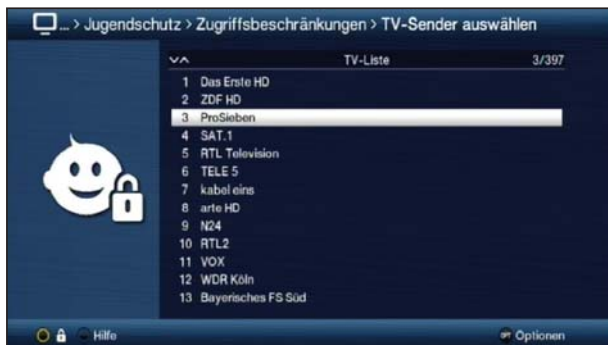 ... > Jugendschutz > Zugriffsbeschränkungen > TV-Sender auswählen
TV-Liste 3/397
1 Das Erste HD
2 ZDF HD
3 ProSieben
4 SAT.1
5 RTL Television
6 TELE 5
7 kabel eins
8 arte HD
9 N24
10 RTL2
11 VOX
12 WDR Köln
13 Bayerisches FS Süd
Hilfe OPT Optionen